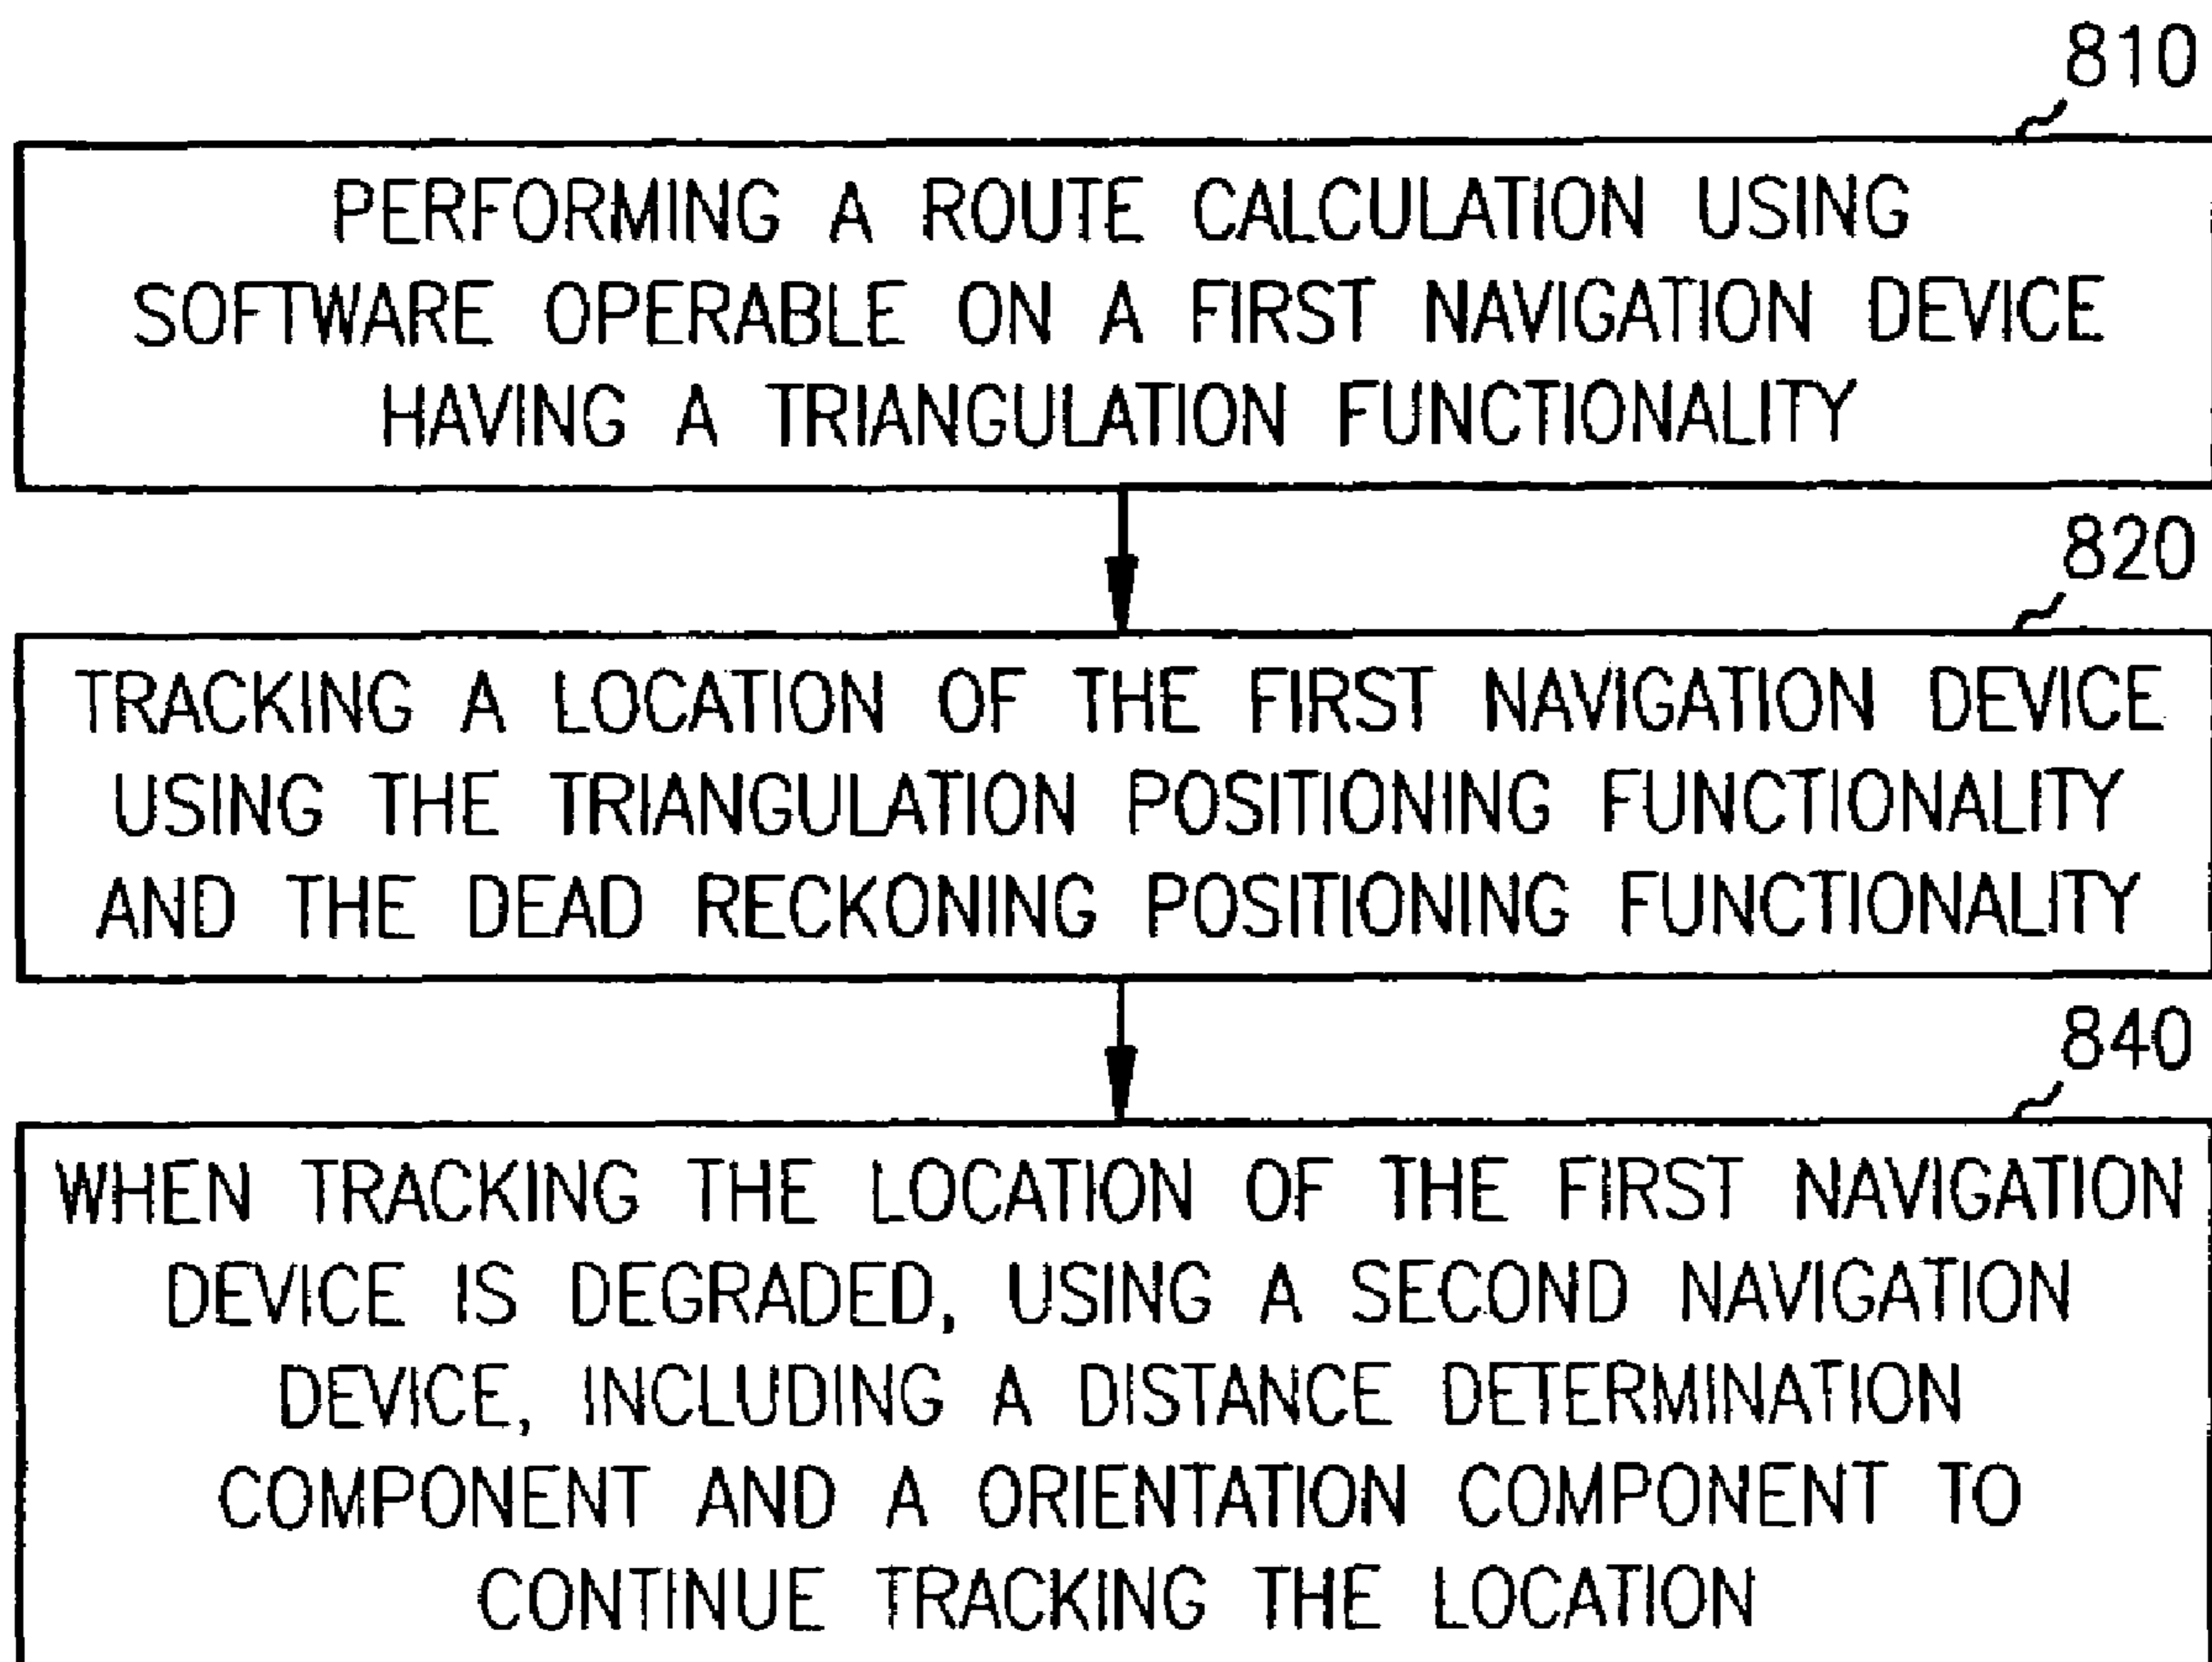 810
PERFORMING A ROUTE CALCULATION USING
SOFTWARE OPERABLE ON A FIRST NAVIGATION DEVICE
HAVING A TRIANGULATION FUNCTIONALITY
820
TRACKING A LOCATION OF THE FIRST NAVIGATION DEVICE
USING THE TRIANGULATION POSITIONING FUNCTIONALITY
AND THE DEAD RECKONING POSITIONING FUNCTIONALITY
840
WHEN TRACKING THE LOCATION OF THE FIRST NAVIGATION
DEVICE IS DEGRADED, USING A SECOND NAVIGATION
DEVICE, INCLUDING A DISTANCE DETERMINATION
COMPONENT AND A ORIENTATION COMPONENT TO
CONTINUE TRACKING THE LOCATION